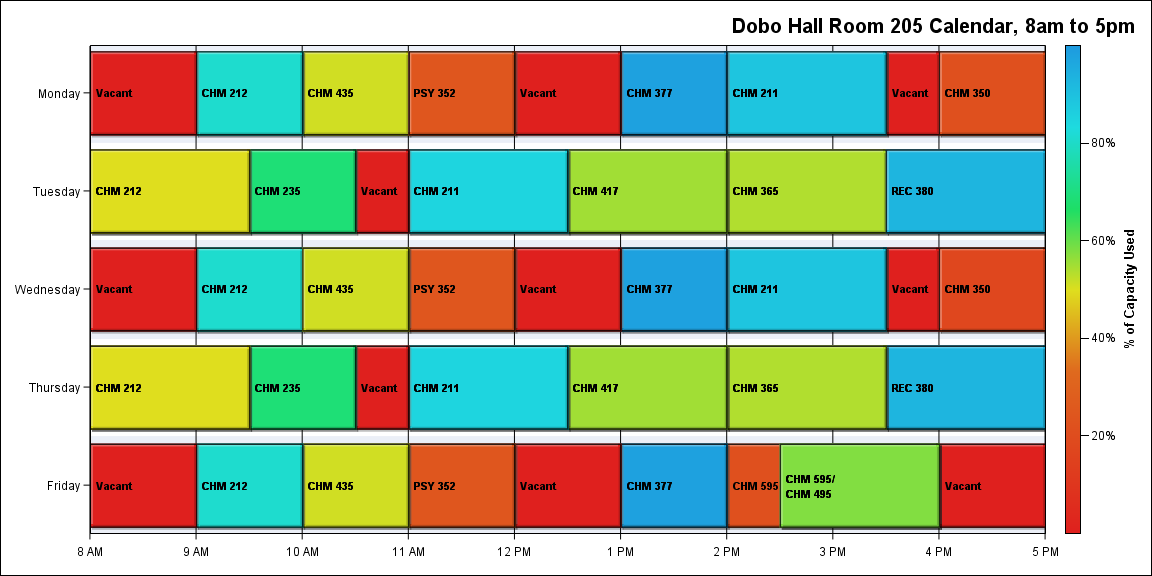 Dobo Hall Room 205 Calendar, 8am to 5pm
Monday
Vacant
CHM 212
CHM 435
PSY 352
Vacant
CHM 377
CHM 211
Vacant
CHM 350
Tuesday
CHM 212
CHM 235
Vacant
CHM 211
CHM 417
CHM 365
REC 380
Wednesday
Vacant
CHM 212
CHM 435
PSY 352
Vacant
CHM 377
CHM 211
Vacant
CHM 350
Thursday
CHM 212
CHM 235
Vacant
CHM 211
CHM 417
CHM 365
REC 380
Friday
Vacant
CHM 212
CHM 435
PSY 352
Vacant
CHM 377
CHM 595
CHM 595/
CHM 495
Vacant
8 AM
9 AM
10 AM
11 AM
12 PM
1 PM
2 PM
3 PM
4 PM
5 PM
80%
60%
40%
20%
% of Capacity Used